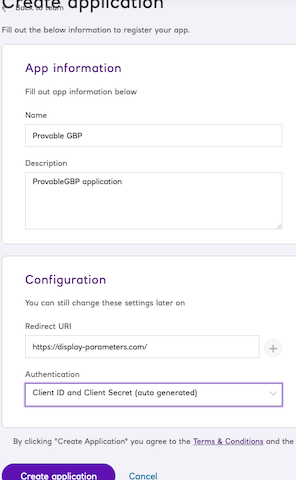 Create application
Back to team
Fill out the below information to register your app.
App information
Fill out app information below
Name
Provable GBP
Description
ProvableGBP application
Configuration
You can still change these settings later on
Redirect URI
https://display-parameters.com/
+
Authentication
Client ID and Client Secret (auto generated)
By clicking "Create Application" you agree to the Terms & Conditions and the
Create application Cancel